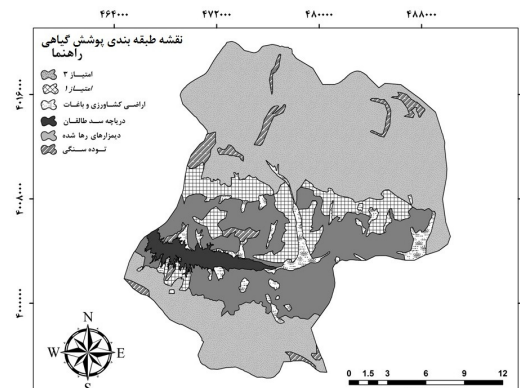 ۴۶۴۰۰۰ ۴۷۲۰۰۰ ۴۸۰۰۰۰ ۴۸۸۰۰۰
نقشه طبقه بندی پوشش گیاهی
راهنما
امتیاز ۳
امتیاز ۱
اراضی کشاورزی و باغات
دریاچه سد طالقان
دیمزارهای رها شده
توده سنگی
۴۰۱۶۰۰۰
۴۰۰۸۰۰۰
۴۰۰۰۰۰۰
N
W E
S
0 1.5 3 6 9 12